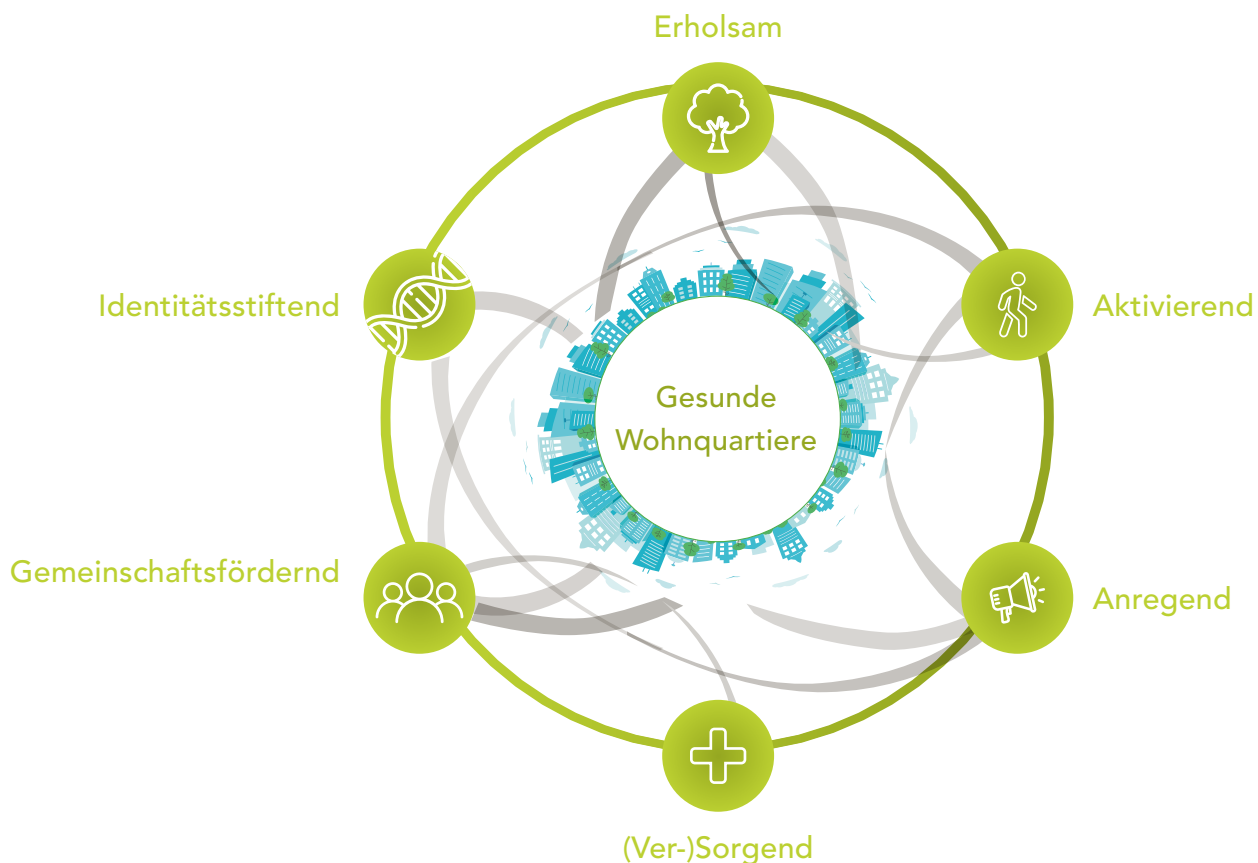 Erholsam
Identitätsstiftend
Aktivierend
Gesunde
Wohnquartiere
Gemeinschaftsfördernd
Anregend
(Ver-)Sorgend